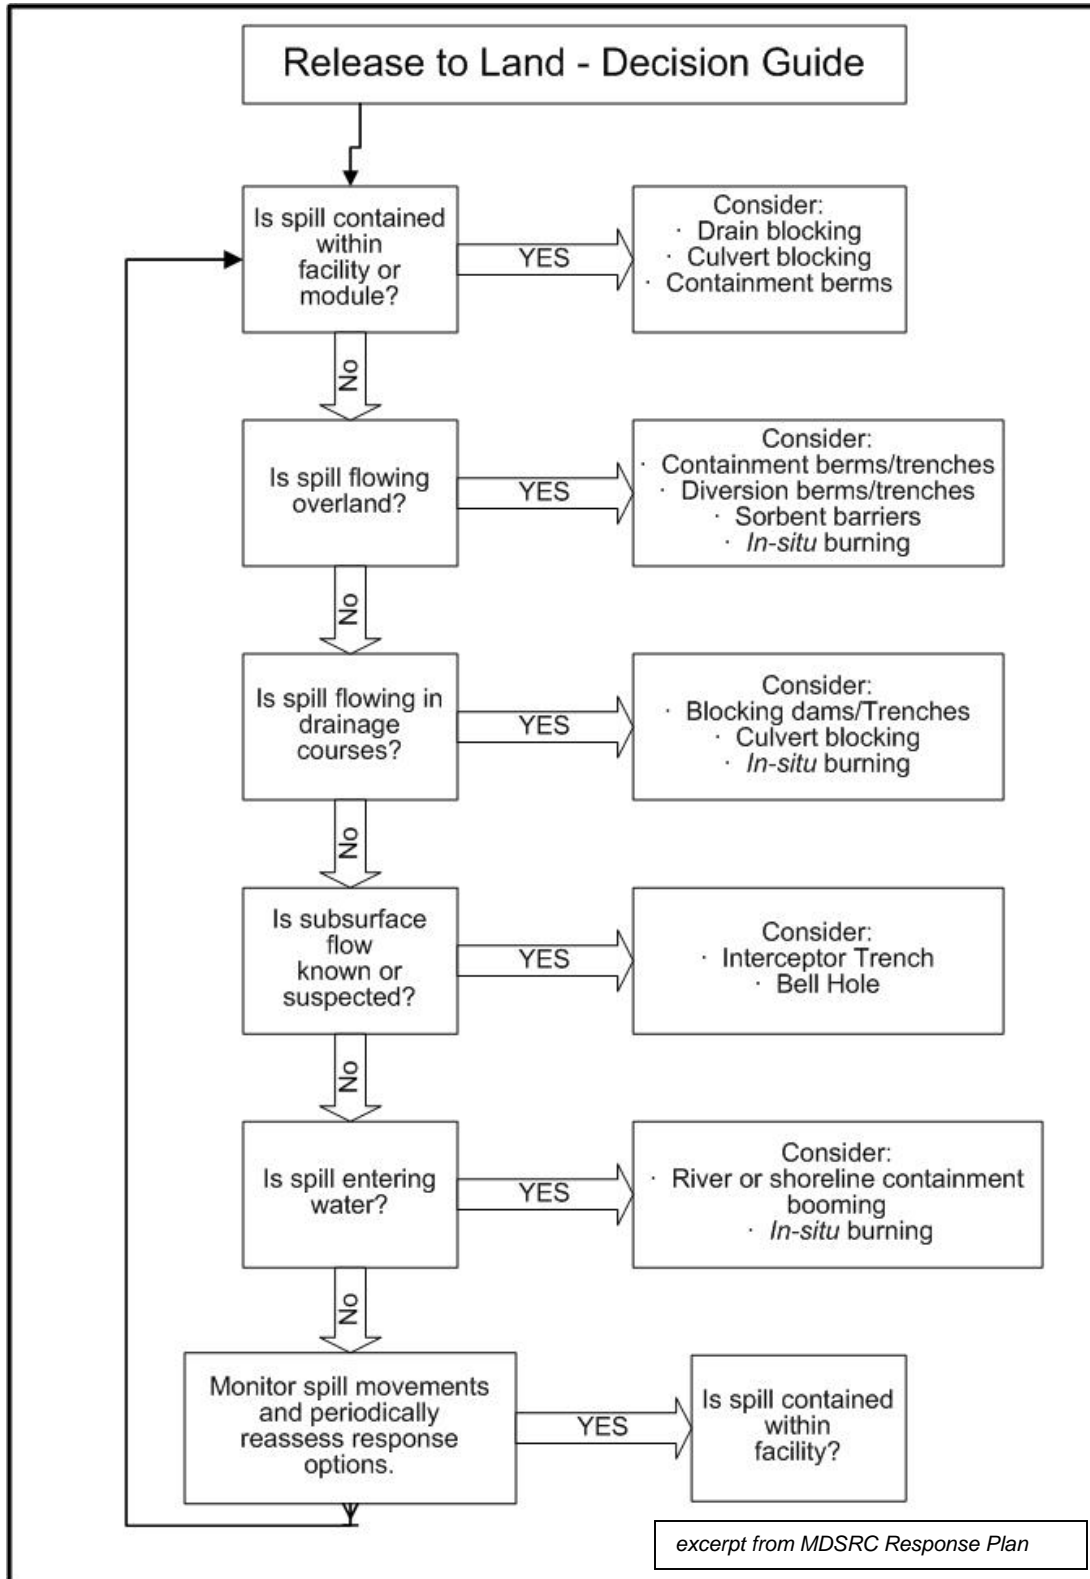 Release to Land - Decision Guide
Is spill contained
within
facility or
module?
YES
Consider:
· Drain blocking
· Culvert blocking
· Containment berms
No
Is spill flowing
overland?
YES
Consider:
· Containment berms/trenches
· Diversion berms/trenches
· Sorbent barriers
· In-situ burning
No
Is spill flowing in
drainage
courses?
YES
Consider:
· Blocking dams/Trenches
· Culvert blocking
· In-situ burning
No
Is subsurface
flow
known or
suspected?
YES
Consider:
· Interceptor Trench
· Bell Hole
No
Is spill entering
water?
YES
Consider:
· River or shoreline containment
booming
· In-situ burning
No
Monitor spill movements
and periodically
reassess response
options.
YES
Is spill contained
within
facility?
excerpt from MDSRC Response Plan